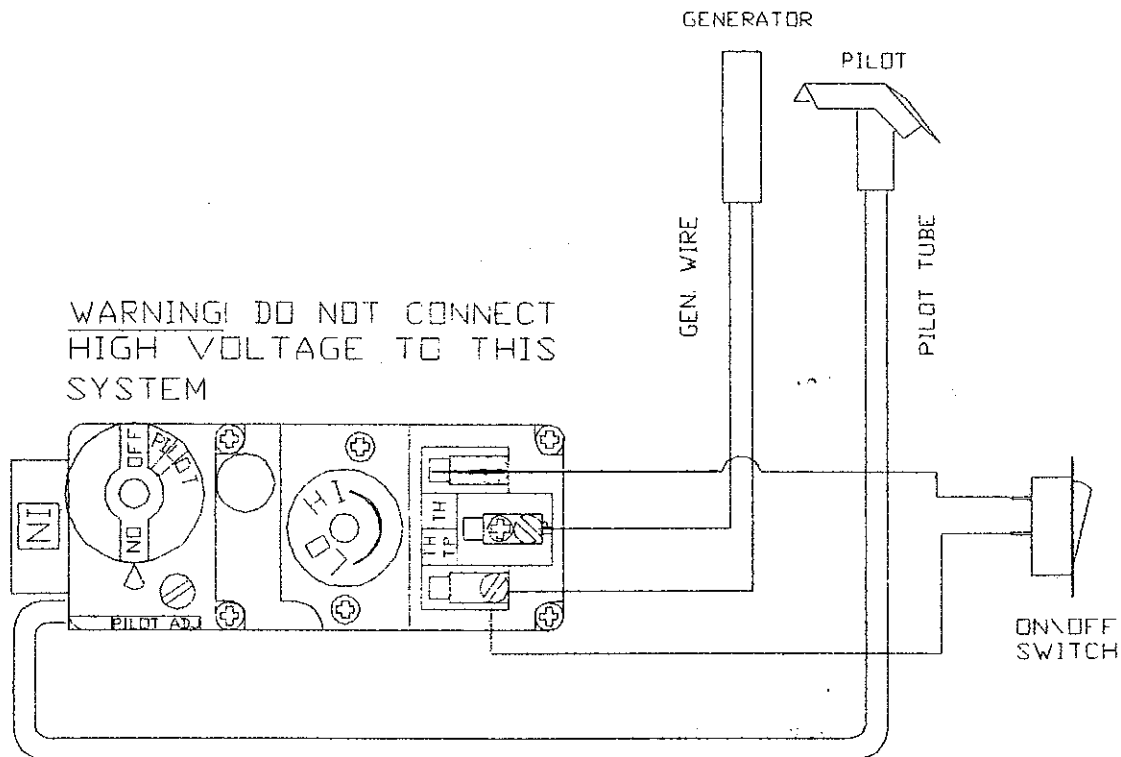 GENERATOR
PILOT
GEN. WIRE
PILOT TUBE
WARNING! DO NOT CONNECT
HIGH VOLTAGE TO THIS
SYSTEM
OFF
PILOT
ON
IN
HI
LO
TH
TH
TP
PILOT ADJ
ON\OFF
SWITCH